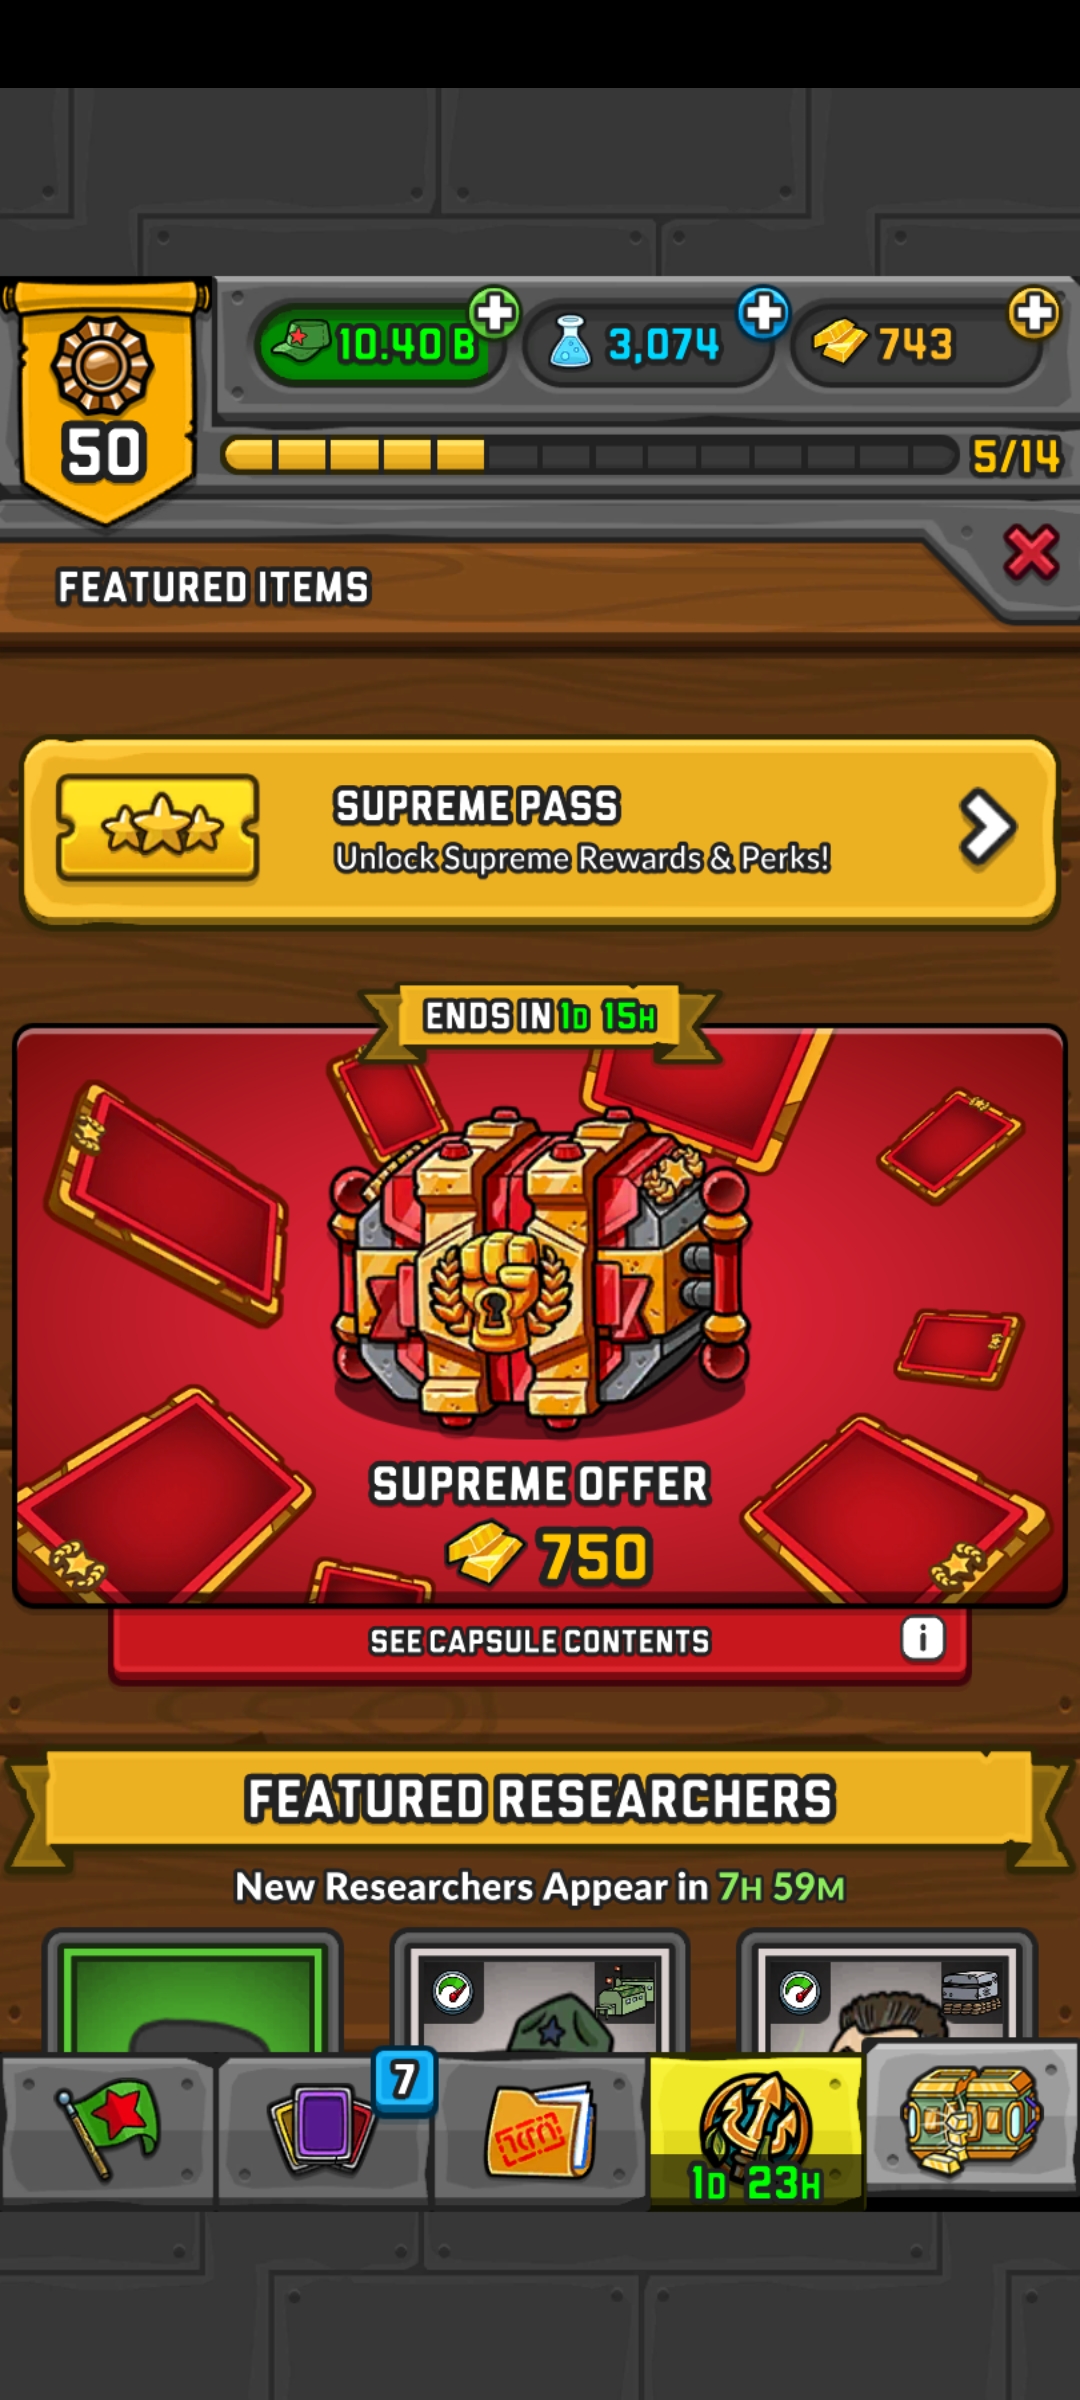 10.40 B
3,074
743
50
5/14
FEATURED ITEMS
SUPREME PASS
Unlock Supreme Rewards & Perks!
ENDS IN 1D 15H
SUPREME OFFER
750
SEE CAPSULE CONTENTS
i
FEATURED RESEARCHERS
New Researchers Appear in 7H 59M
7
1D 23H